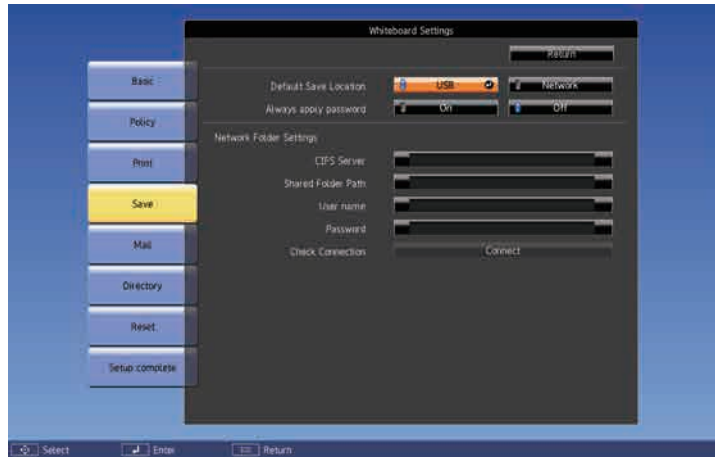 Whiteboard Settings
Return
Basic
Policy
Print
Save
Mail
Directory
Reset
Setup complete
Default Save Location USB Network
Always apply password On Off
Network Folder Settings
CIFS Server
Shared Folder Path
User name
Password
Check Connection Connect
Select Enter Return